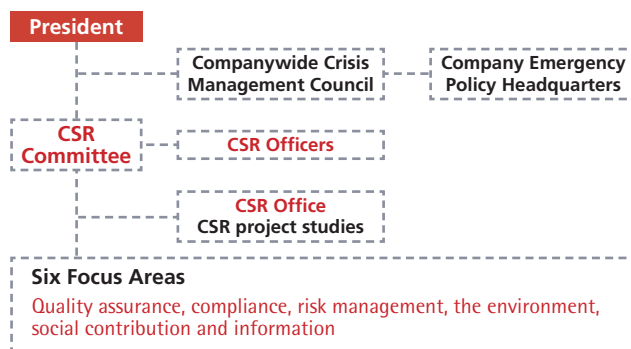 President
Companywide Crisis
Management Council
Company Emergency
Policy Headquarters
CSR
Committee
CSR Officers
CSR Office
CSR project studies
Six Focus Areas
Quality assurance, compliance, risk management, the environment,
social contribution and information